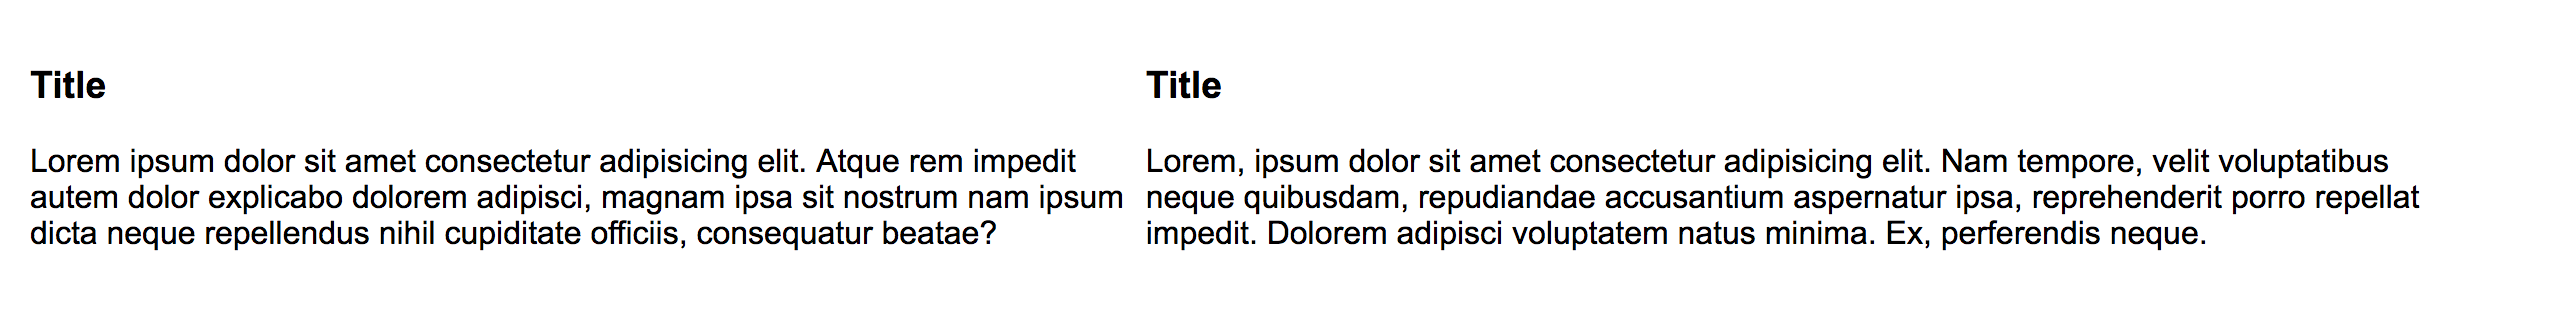 Title
Lorem ipsum dolor sit amet consectetur adipisicing elit. Atque rem impedit
autem dolor explicabo dolorem adipisci, magnam ipsa sit nostrum nam ipsum
dicta neque repellendus nihil cupiditate officiis, consequatur beatae?
Title
Lorem, ipsum dolor sit amet consectetur adipisicing elit. Nam tempore, velit voluptatibus
neque quibusdam, repudiandae accusantium aspernatur ipsa, reprehenderit porro repellat
impedit. Dolorem adipisci voluptatem natus minima. Ex, perferendis neque.